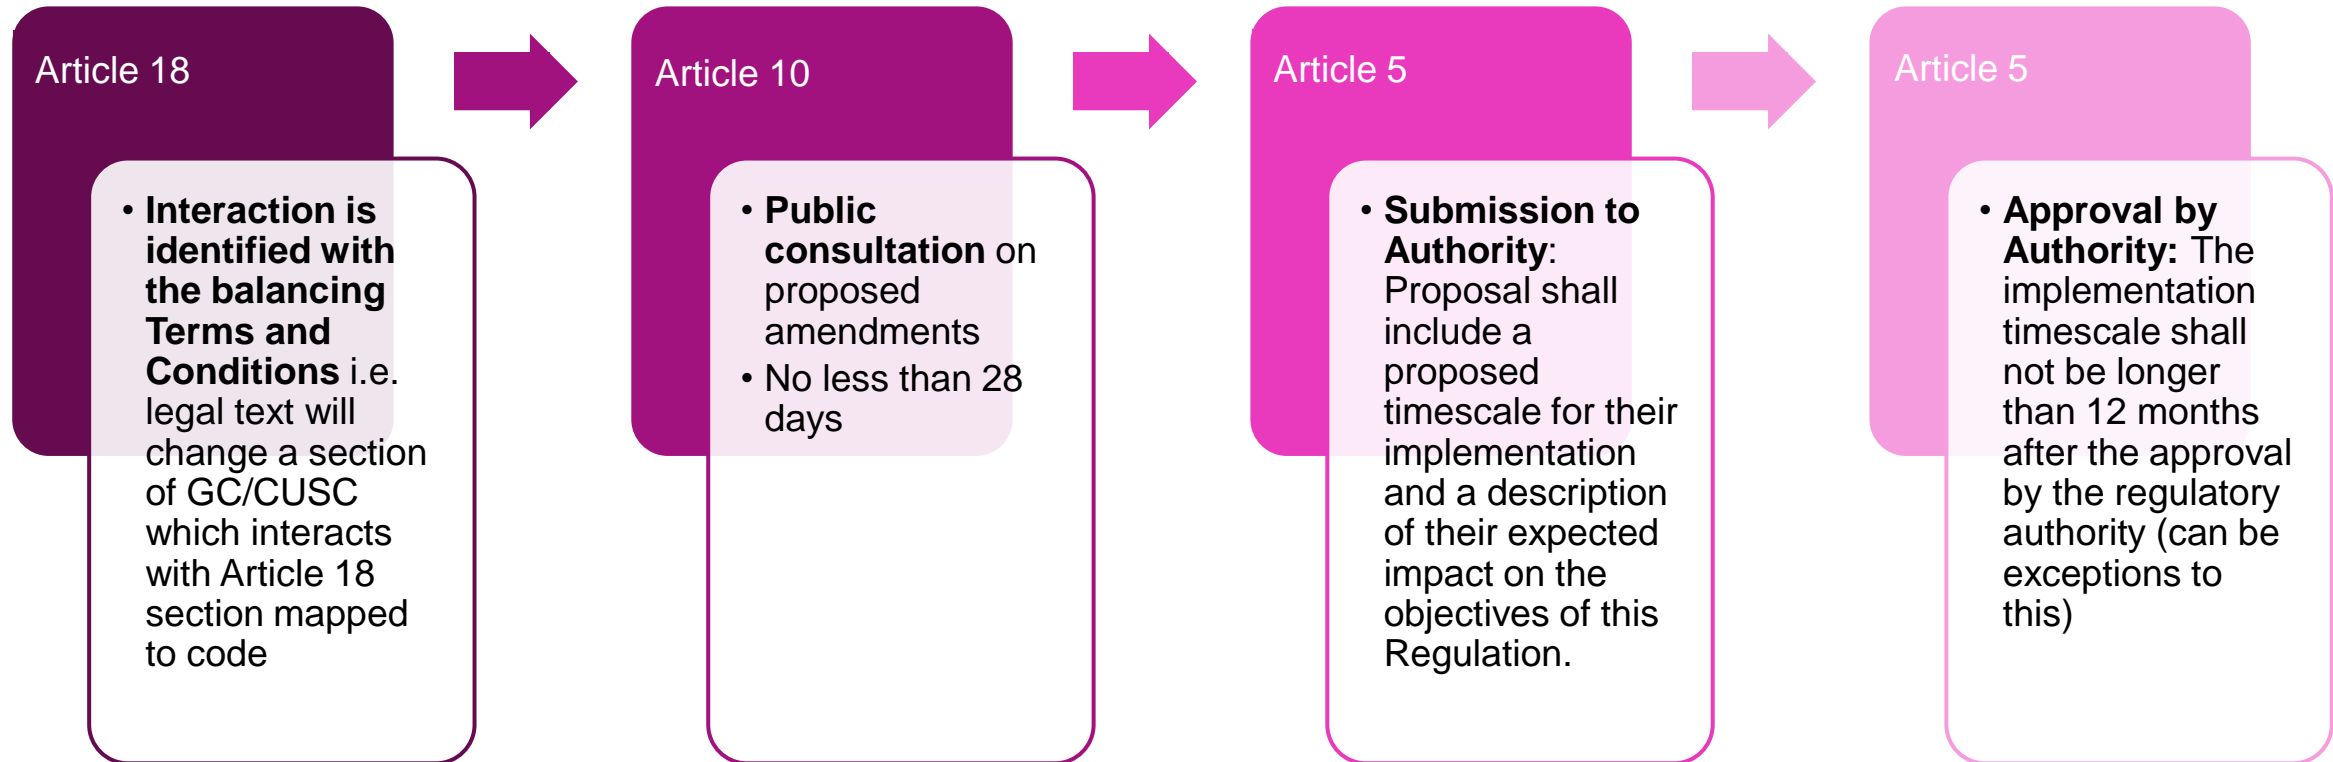 Article 18
• Interaction is
identified with
the balancing
Terms and
Conditions i.e.
legal text will
change a section
of GC/CUSC
which interacts
with Article 18
section mapped
to code
Article 10
• Public
consultation on
proposed
amendments
• No less than 28
days
Article 5
• Submission to
Authority:
Proposal shall
include a
proposed
timescale for their
implementation
and a description
of their expected
impact on the
objectives of this
Regulation.
Article 5
• Approval by
Authority: The
implementation
timescale shall
not be longer
than 12 months
after the approval
by the regulatory
authority (can be
exceptions to
this)